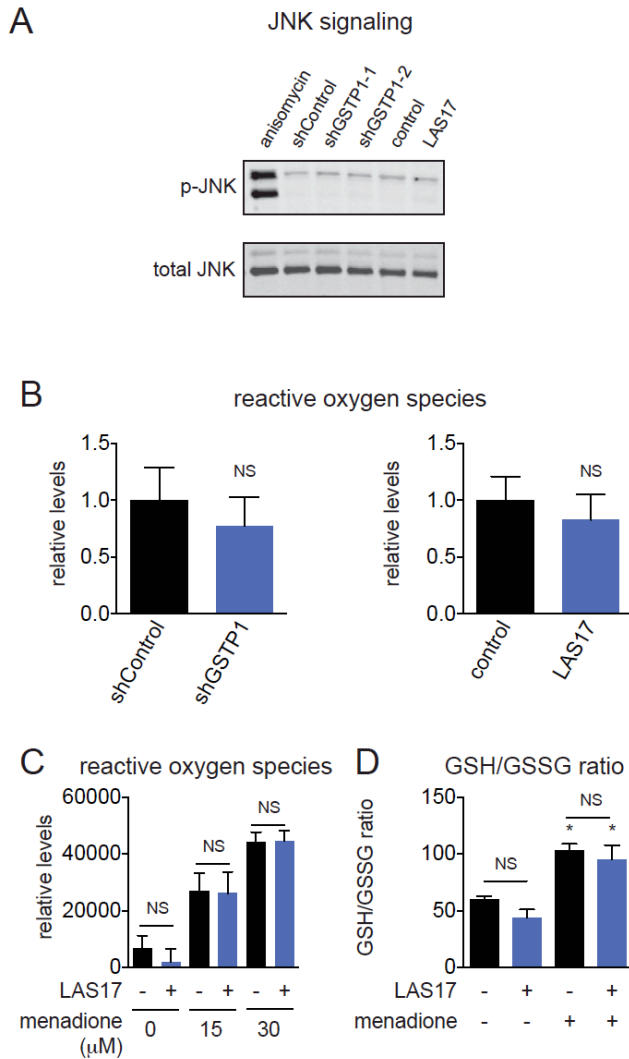 A
JNK signaling
anisomycin
shControl
shGSTP1-1
shGSTP1-2
control
LAS17
p-JNK
total JNK
B
reactive oxygen species
relative levels
1.5
1.0
0.5
0.0
NS
shControl
shGSTP1
relative levels
1.5
1.0
0.5
0.0
NS
control
LAS17
C
reactive oxygen species
relative levels
60000
40000
20000
0
NS
NS
NS
LAS17 - + - + - +
menadione 0 15 30
(μM)
D
GSH/GSSG ratio
GSH/GSSG ratio
150
100
50
0
NS
NS
* *
LAS17 - + - +
menadione - - + +